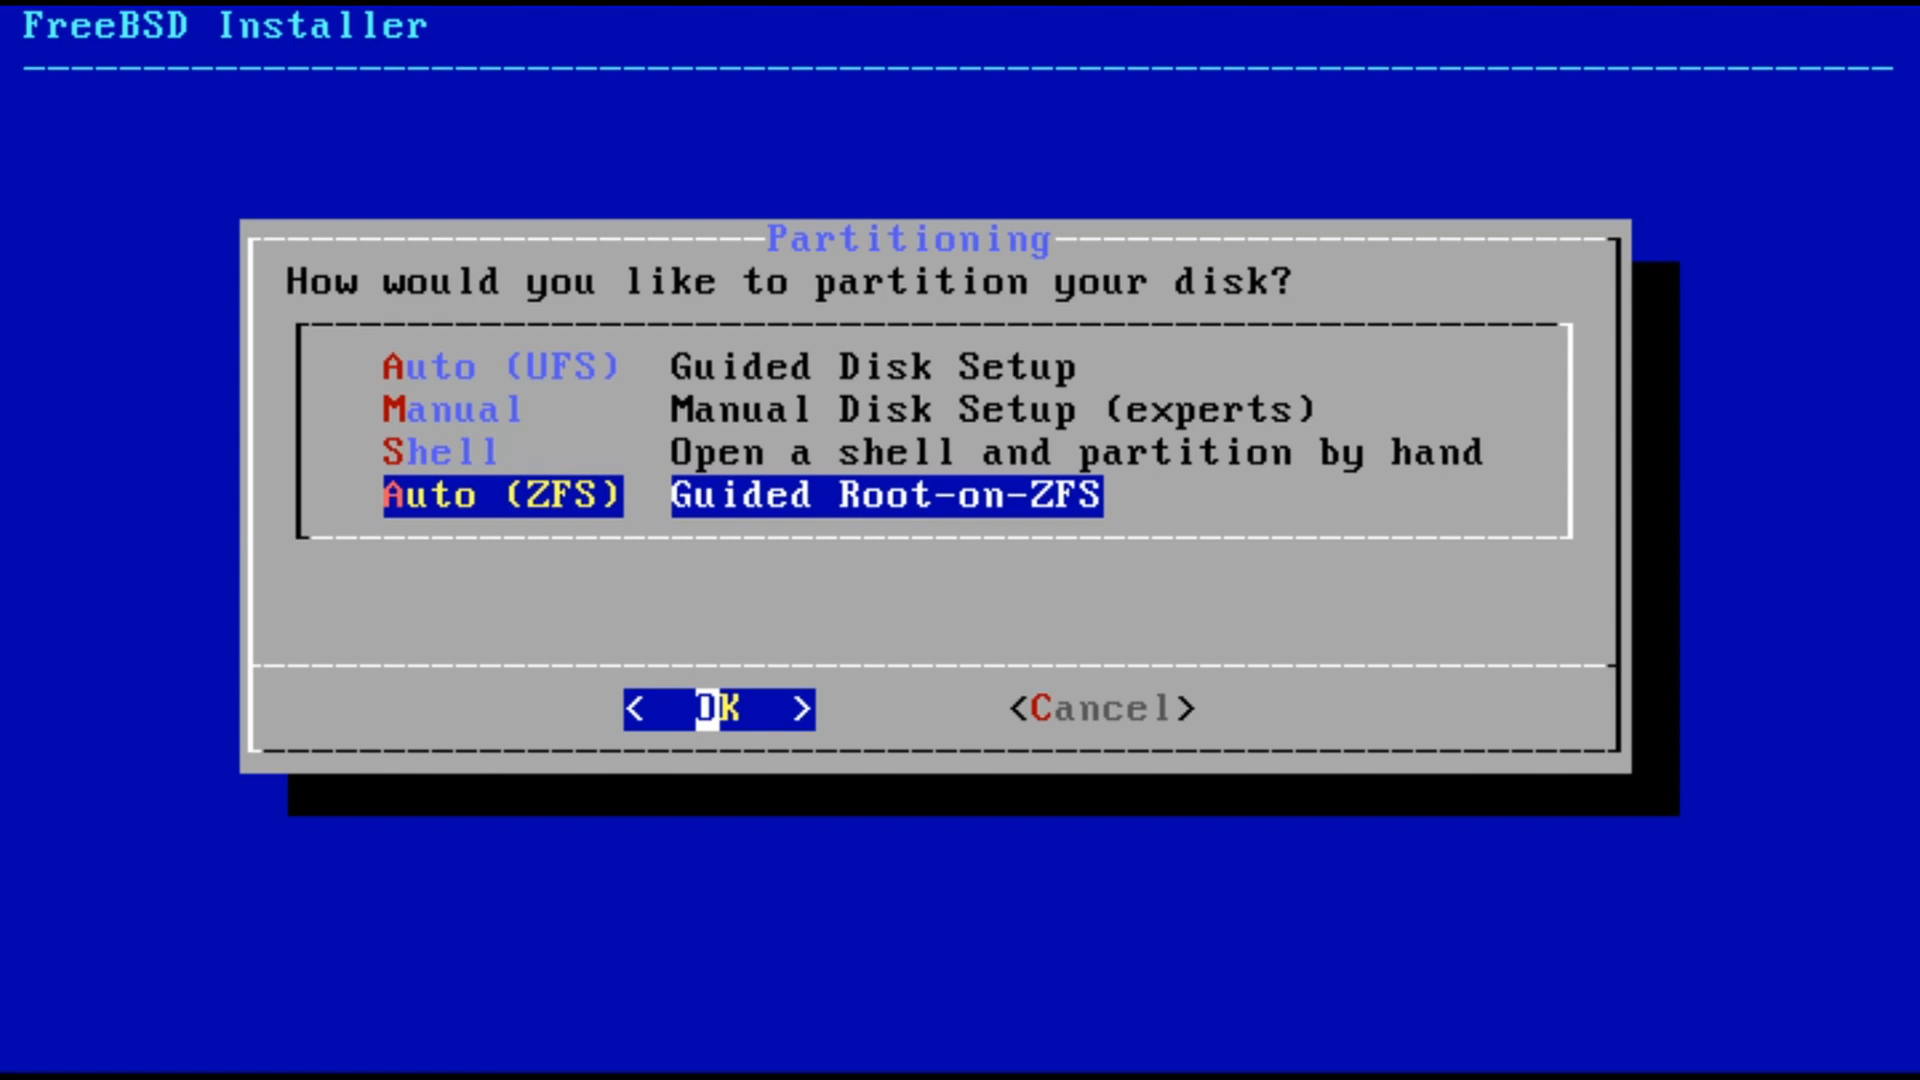 FreeBSD Installer
Partitioning
How would you like to partition your disk?
Auto (UFS) Guided Disk Setup
Manual Manual Disk Setup (experts)
Shell Open a shell and partition by hand
Auto (ZFS) Guided Root-on-ZFS
< OK > <Cancel>